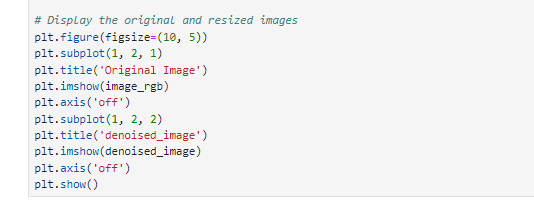 # Display the original and resized images
plt.figure(figsize=(10, 5))
plt.subplot(1, 2, 1)
plt.title('Original Image')
plt.imshow(image_rgb)
plt.axis('off')
plt.subplot(1, 2, 2)
plt.title('denoised_image')
plt.imshow(denoised_image)
plt.axis('off')
plt.show()